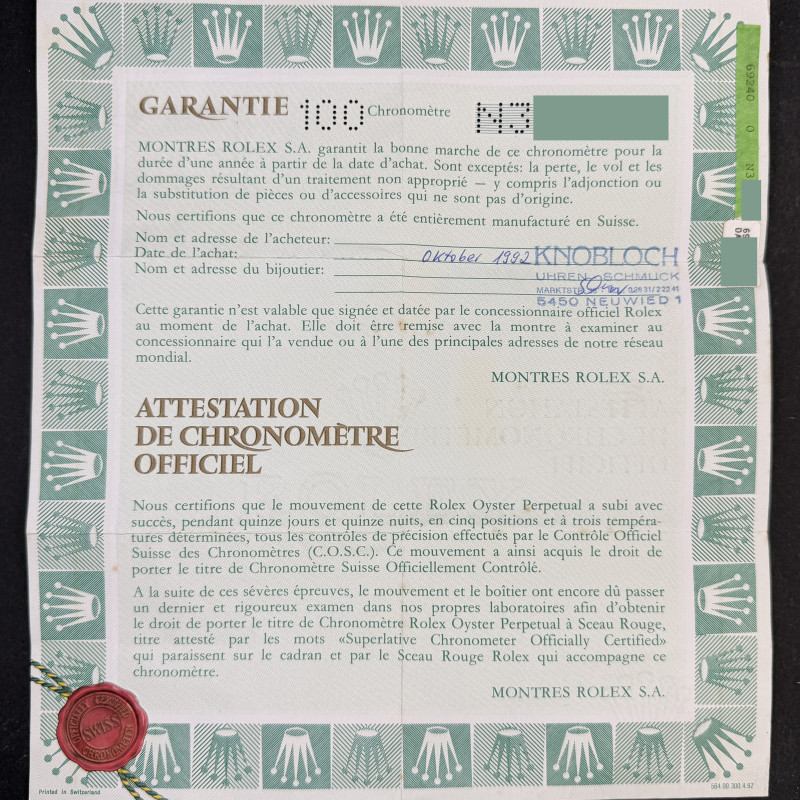 GARANTIE 100 Chronomètre N3
MONTRES ROLEX S.A. garantit la bonne marche de ce chronomètre pour la
durée d'une année à partir de la date d'achat. Sont exceptés: la perte, le vol et les
dommages résultant d'un traitement non approprié – y compris l'adjonction ou
la substitution de pièces ou d'accessoires qui ne sont pas d'origine.
Nous certifions que ce chronomètre a été entièrement manufacturé en Suisse.
Nom et adresse de l'acheteur:
Date de l'achat: Oktober 1992
Nom et adresse du bijoutier:
KNOBLOCH
UHREN SCHMUCK
5450 NEUWIED 1
Cette garantie n'est valable que signée et datée par le concessionnaire officiel Rolex
au moment de l'achat. Elle doit être remise avec la montre à examiner au
concessionnaire qui l'a vendue ou à l'une des principales adresses de notre réseau
mondial.
MONTRES ROLEX S.A.
ATTESTATION
DE CHRONOMÈTRE
OFFICIEL
Nous certifions que le mouvement de cette Rolex Oyster Perpetual a subi avec
succès, pendant quinze jours et quinze nuits, en cinq positions et à trois tempéra-
tures déterminées, tous les contrôles de précision effectués par le Contrôle Officiel
Suisse des Chronomètres (C.O.S.C.). Ce mouvement a ainsi acquis le droit de
porter le titre de Chronomètre Suisse Officiellement Contrôlé.
A la suite de ces sévères épreuves, le mouvement et le boîtier ont encore dû passer
un dernier et rigoureux examen dans nos propres laboratoires afin d'obtenir
le droit de porter le titre de Chronomètre Rolex Oyster Perpetual à Sceau Rouge,
titre attesté par les mots «Superlative Chronometer Officially Certified»
qui paraissent sur le cadran et par le Sceau Rouge Rolex qui accompagne ce
chronomètre.
MONTRES ROLEX S.A.
OFFICIALLY CERTIFIED
SWISS
CHRONOMETER
Printed in Switzerland
564.00.300.4.92
69240 0 N3